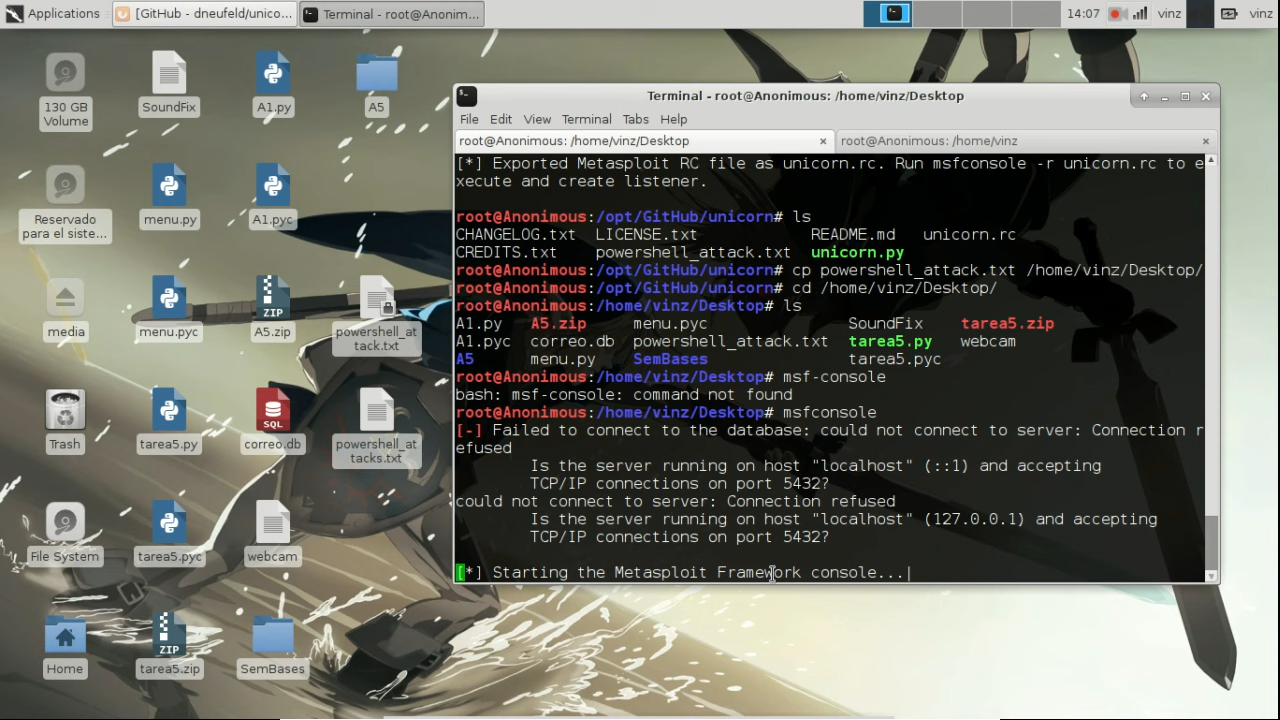 Applications
[GitHub - dneufeld/unico...
Terminal - root@Anonim...
14:07
vinz
vinz
130 GB
Volume
SoundFix
A1.py
A5
Reservado
para el siste...
menu.py
A1.pyc
media
menu.pyc
ZIP
A5.zip
powershell_at
tack.txt
Trash
tarea5.py
SQL
correo.db
powershell_at
tacks.txt
File System
tarea5.pyc
webcam
Home
ZIP
tarea5.zip
SemBases
Terminal - root@Anonimous: /home/vinz/Desktop
File Edit View Terminal Tabs Help
root@Anonimous: /home/vinz/Desktop × root@Anonimous: /home/vinz ×
[*] Exported Metasploit RC file as unicorn.rc. Run msfconsole -r unicorn.rc to e
xecute and create listener.
root@Anonimous:/opt/GitHub/unicorn# ls
CHANGELOG.txt LICENSE.txt README.md unicorn.rc
CREDITS.txt powershell_attack.txt unicorn.py
root@Anonimous:/opt/GitHub/unicorn# cp powershell_attack.txt /home/vinz/Desktop/
root@Anonimous:/opt/GitHub/unicorn# cd /home/vinz/Desktop/
root@Anonimous:/home/vinz/Desktop# ls
A1.py A5.zip menu.pyc SoundFix tarea5.zip
A1.pyc correo.db powershell_attack.txt tarea5.py webcam
A5 menu.py SemBases tarea5.pyc
root@Anonimous:/home/vinz/Desktop# msf-console
bash: msf-console: command not found
root@Anonimous:/home/vinz/Desktop# msfconsole
[-] Failed to connect to the database: could not connect to server: Connection r
efused
Is the server running on host "localhost" (::1) and accepting
TCP/IP connections on port 5432?
could not connect to server: Connection refused
Is the server running on host "localhost" (127.0.0.1) and accepting
TCP/IP connections on port 5432?
[*] Starting the Metasploit Framework console...|